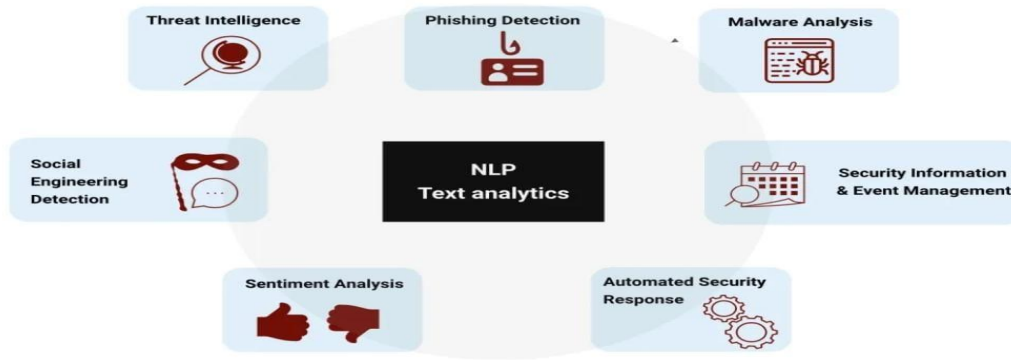 Threat Intelligence
Phishing Detection
Malware Analysis
Social
Engineering
Detection
NLP
Text analytics
Security Information
& Event Management
Sentiment Analysis
Automated Security
Response